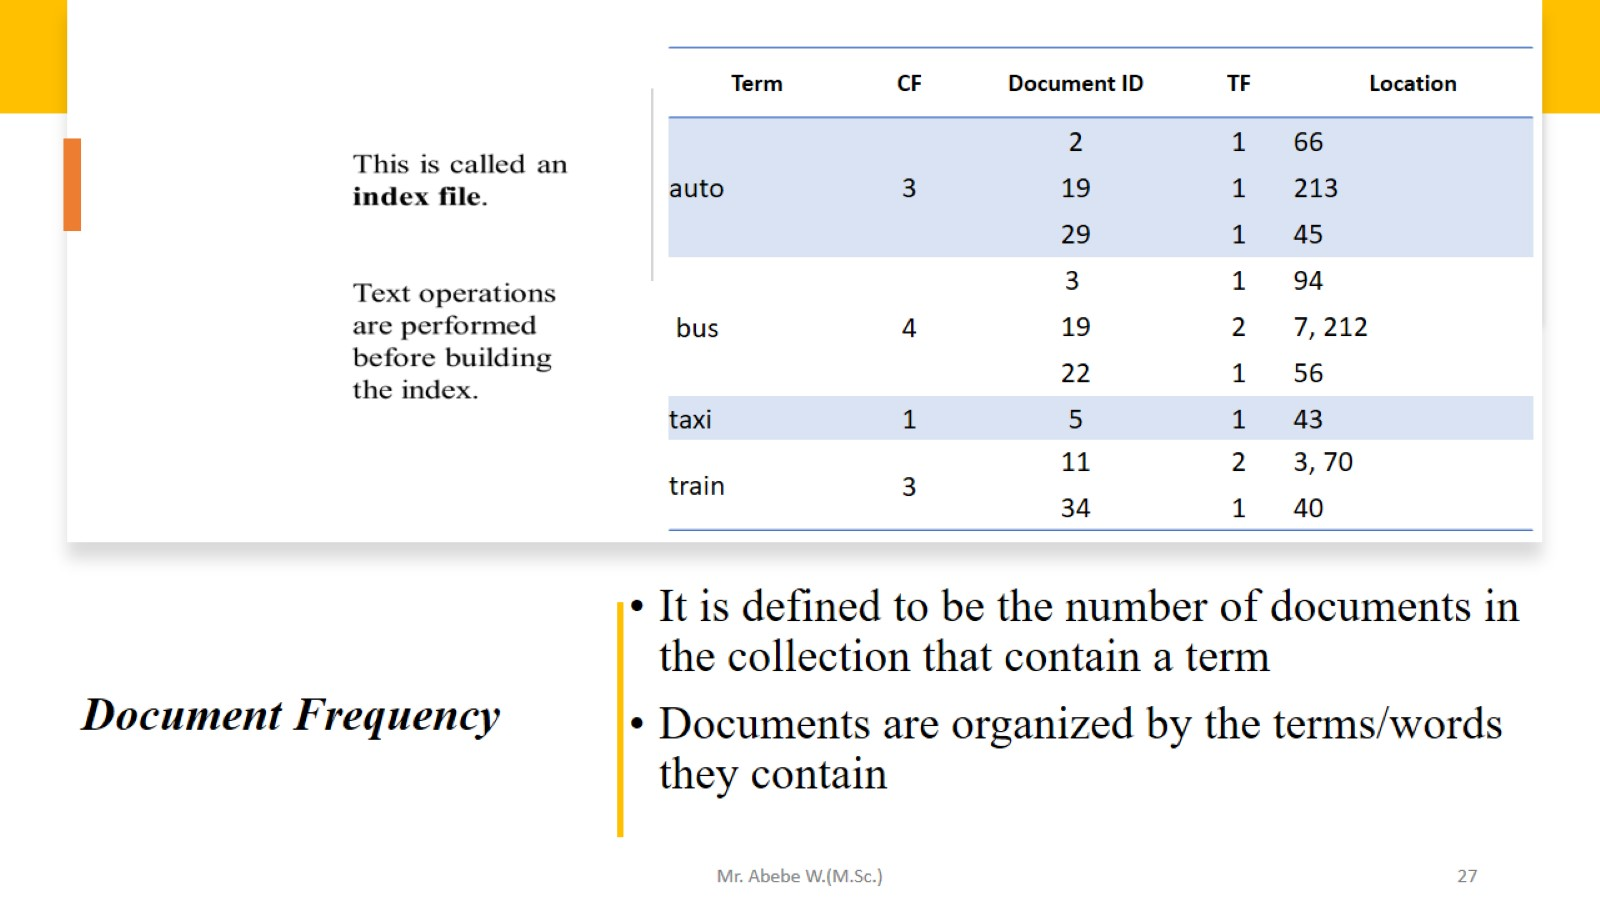 This is called an
index file.
Text operations
are performed
before building
the index.
Term CF Document ID TF Location
2 1 66
auto 3 19 1 213
29 1 45
3 1 94
bus 4 19 2 7, 212
22 1 56
taxi 1 5 1 43
11 2 3, 70
train 3
34 1 40
Document Frequency
• It is defined to be the number of documents in
the collection that contain a term
• Documents are organized by the terms/words
they contain
Mr. Abebe W.(M.Sc.)
27